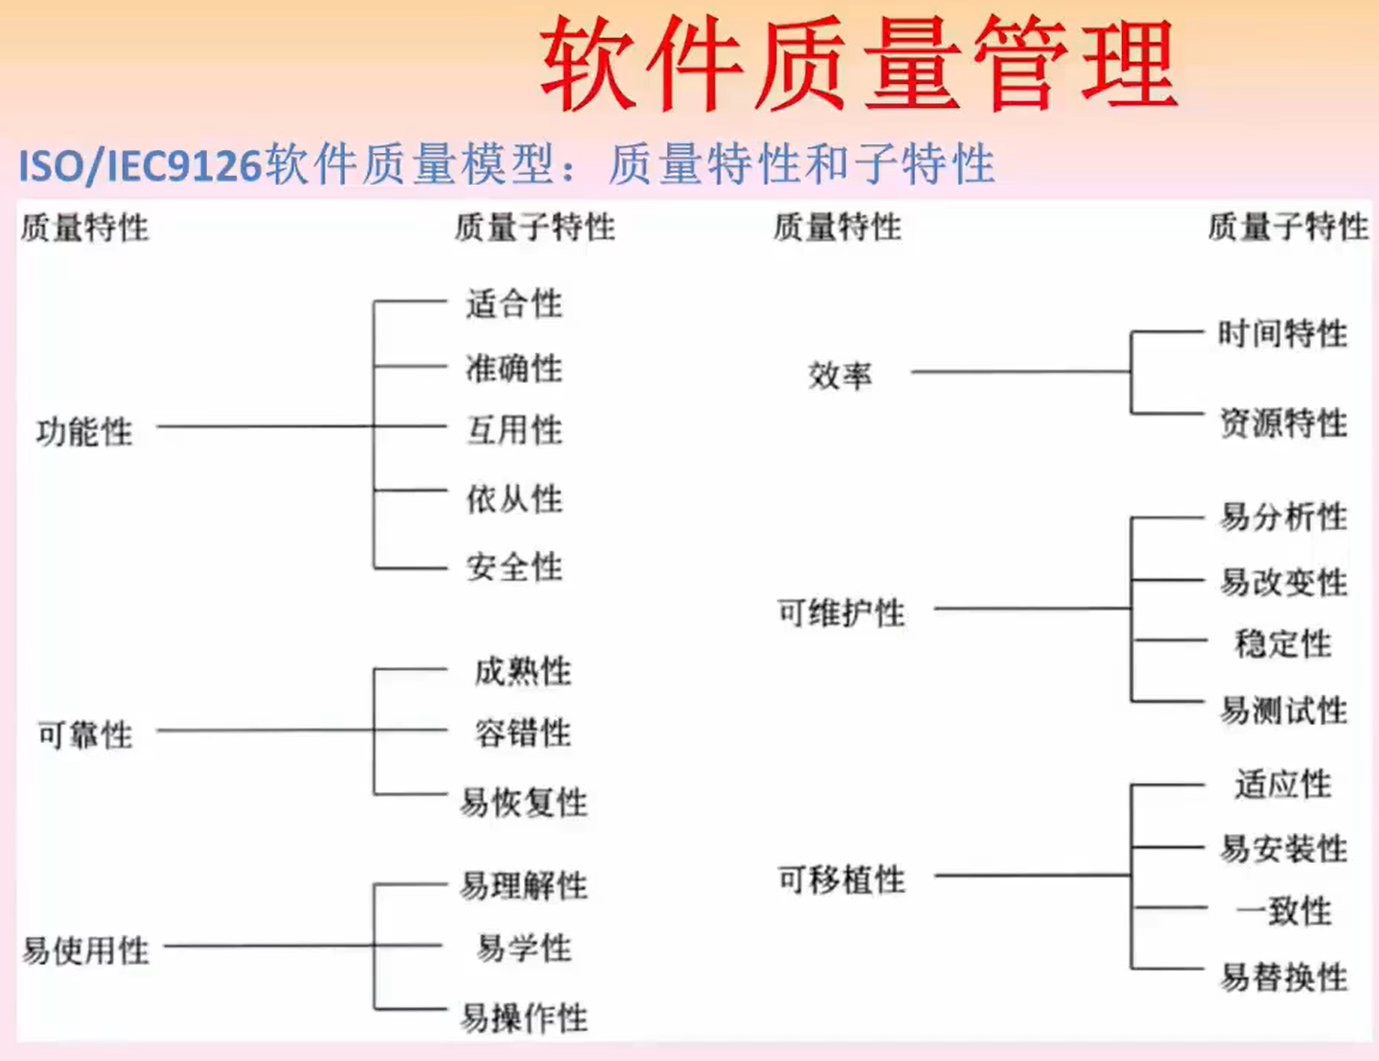 软件质量管理
ISO/IEC9126软件质量模型：质量特性和子特性
质量特性 质量子特性
功能性
适合性
准确性
互用性
依从性
安全性
可靠性
成熟性
容错性
易恢复性
易使用性
易理解性
易学性
易操作性
质量特性 质量子特性
效率
时间特性
资源特性
可维护性
易分析性
易改变性
稳定性
易测试性
可移植性
适应性
易安装性
一致性
易替换性